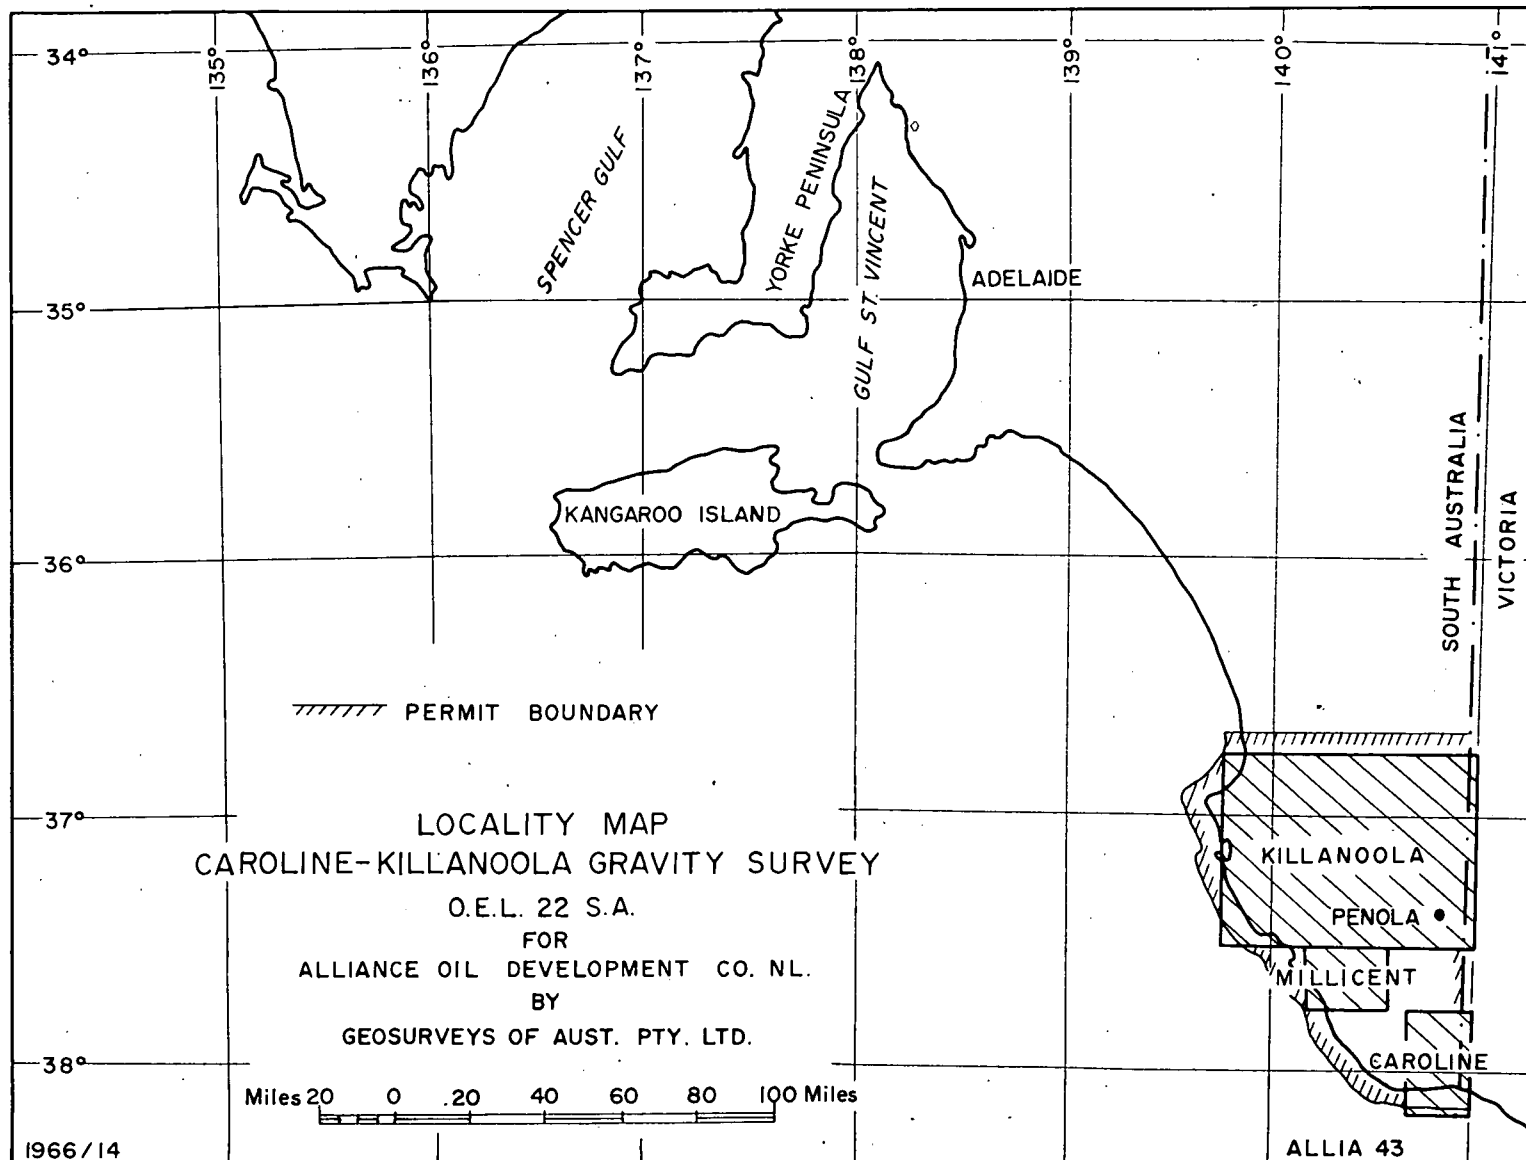 34°
135°
136°
137°
138°
139°
140°
141°
SPENCER GULF
YORKE PENINSULA
GULF ST. VINCENT
ADELAIDE
35°
KANGAROO ISLAND
36°
SOUTH AUSTRALIA
VICTORIA
PERMIT BOUNDARY
37°
LOCALITY MAP
CAROLINE-KILLANOOLA GRAVITY SURVEY
O.E.L. 22 S.A.
FOR
ALLIANCE OIL DEVELOPMENT CO. NL.
BY
GEOSURVEYS OF AUST. PTY. LTD.
KILLANOOLA
PENOLA
MILLICENT
CAROLINE
38°
Miles 20 0 20 40 60 80 100 Miles
1966/14
ALLIA 43